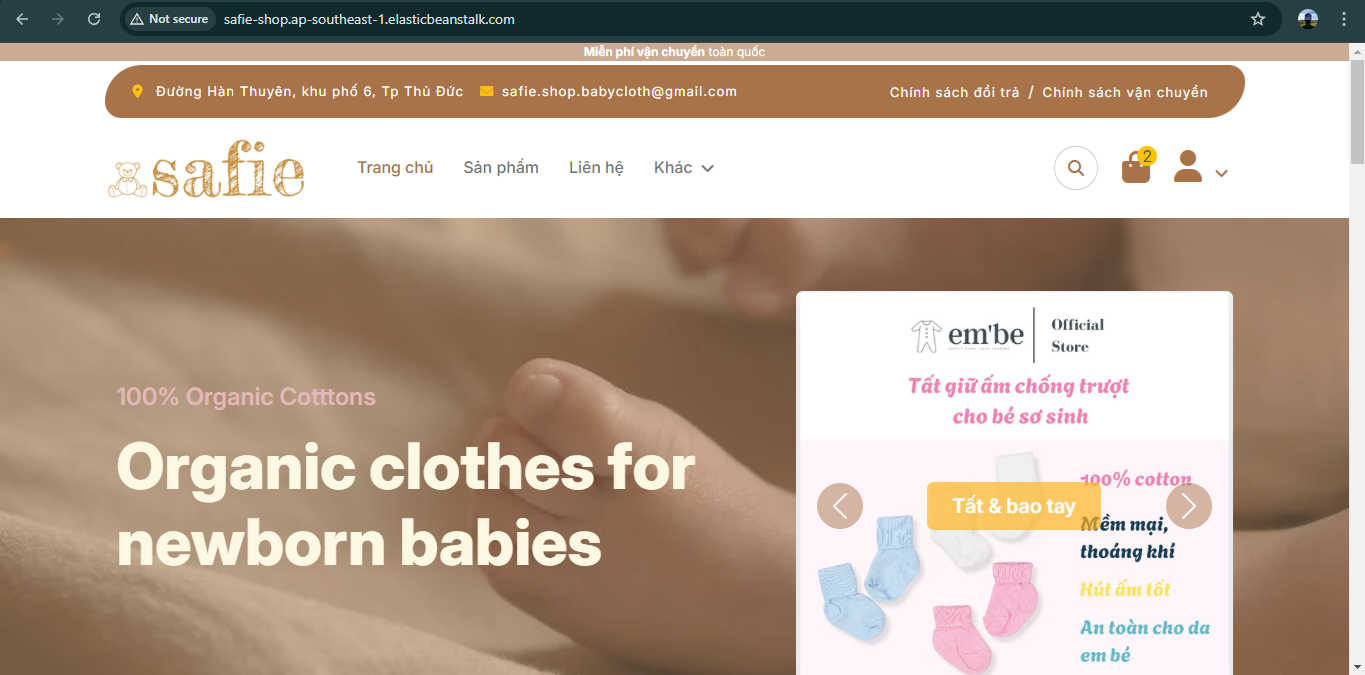 Not secure
safie-shop.ap-southeast-1.elasticbeanstalk.com
Miễn phí vận chuyển toàn quốc
Đường Hàn Thuyên, khu phố 6, Tp Thủ Đức
safie.shop.babycloth@gmail.com
Chính sách đổi trả / Chính sách vận chuyển
safie
Trang chủ
Sản phẩm
Liên hệ
Khác
2
100% Organic Cotttons
Organic clothes for
newborn babies
em'be
Official
Store
Tất giữ ấm chống trượt
cho bé sơ sinh
100% cotton
Tất & bao tay
Mềm mại,
thoáng khí
Hút ẩm tốt
An toàn cho da
em bé